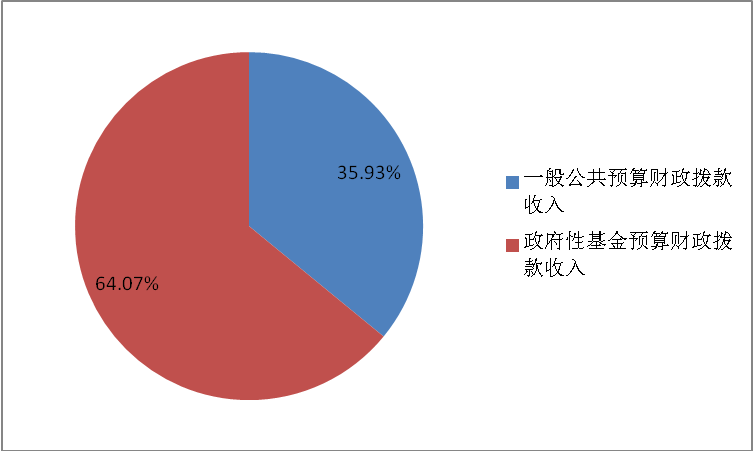 35.93%
64.07%
一般公共预算财政拨款
收入
政府性基金预算财政拨
款收入